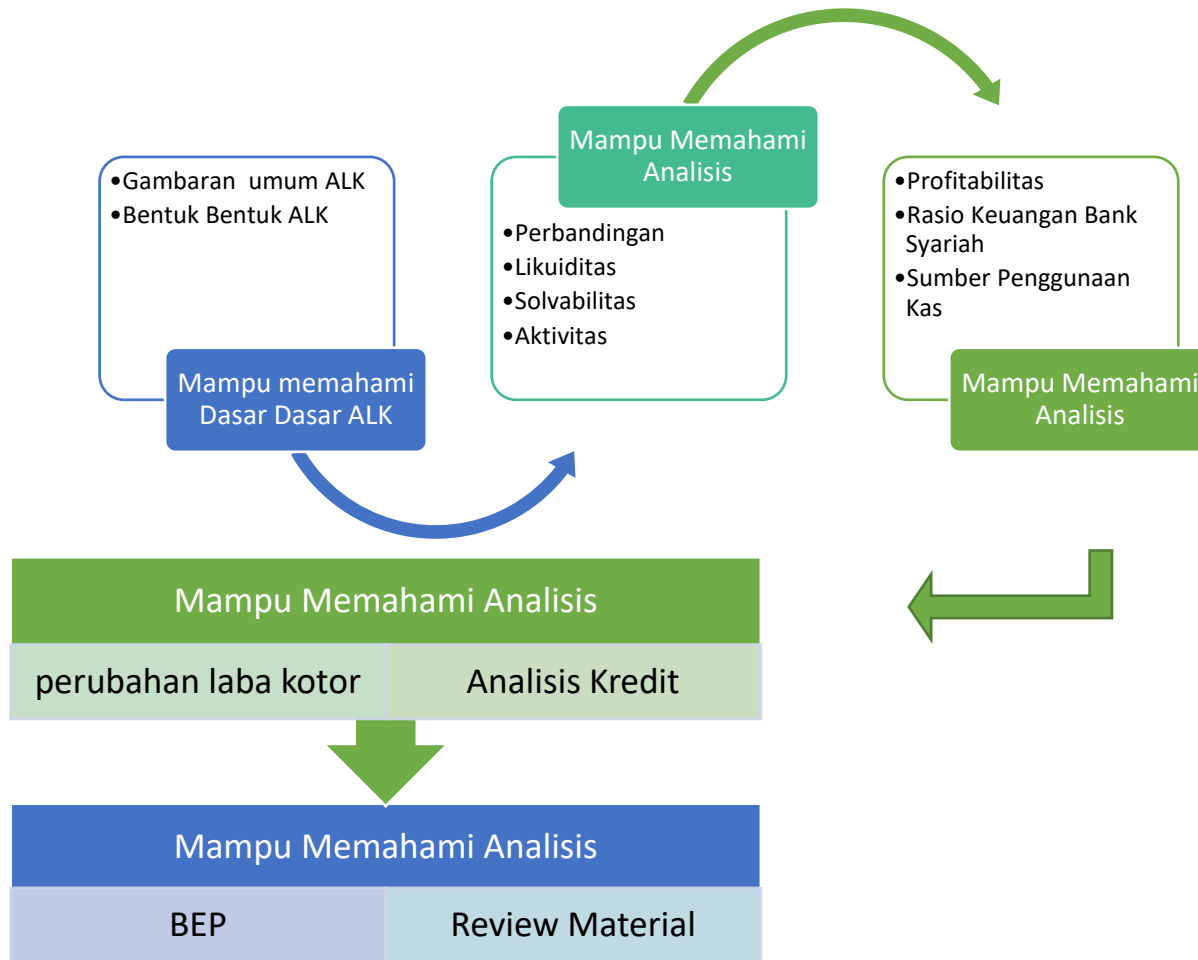 •Gambaran  umum ALK
•Bentuk Bentuk ALK
Mampu memahami
Dasar Dasar ALK
Mampu Memahami
Analisis
•Perbandingan
•Likuiditas
•Solvabilitas
•Aktivitas
•Profitabilitas
•Rasio Keuangan Bank
Syariah
•Sumber Penggunaan
Kas
Mampu Memahami
Analisis
Mampu Memahami Analisis
perubahan laba kotor
Analisis Kredit
Mampu Memahami Analisis
BEP
Review Material